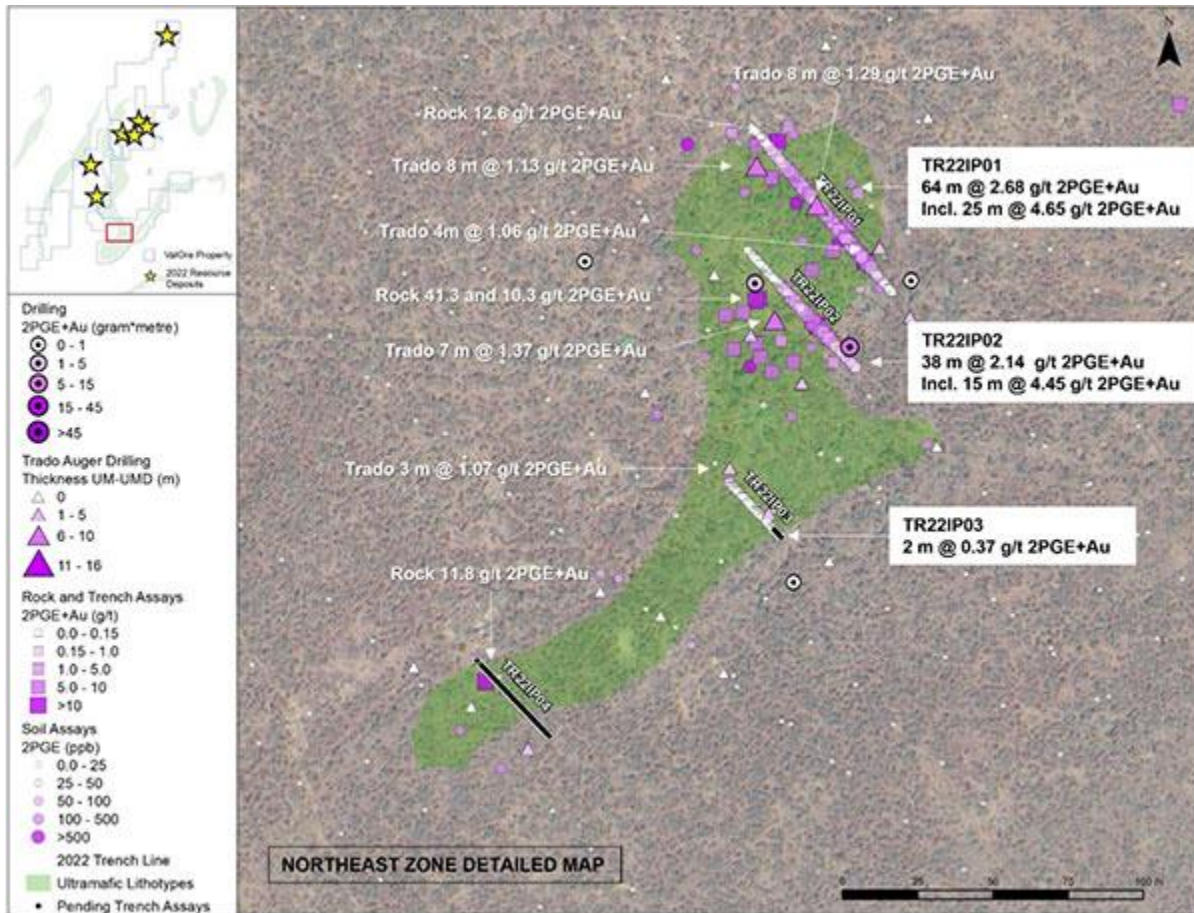 ValOre Property
2022 Resource
Deposits
Drilling
2PGE+Au (gram*metre)
0 - 1
1 - 5
5 - 15
15 - 45
>45
Trado Auger Drilling
Thickness UM-UMD (m)
0
1 - 5
6 - 10
11 - 16
Rock and Trench Assays
2PGE+Au (g/t)
0.0 - 0.15
0.15 - 1.0
1.0 - 5.0
5.0 - 10
>10
Soil Assays
2PGE (ppb)
0.0 - 25
25 - 50
50 - 100
100 - 500
>500
2022 Trench Line
Ultramafic Lithotypes
Pending Trench Assays
N
Trado 8 m @ 1.29 g/t 2PGE+Au
Rock 12.6 g/t 2PGE+Au
Trado 8 m @ 1.13 g/t 2PGE+Au
TR22IP01
TR22IP01
64 m @ 2.68 g/t 2PGE+Au
Incl. 25 m @ 4.65 g/t 2PGE+Au
Trado 4m @ 1.06 g/t 2PGE+Au
Rock 41.3 and 10.3 g/t 2PGE+Au
TR22IP02
Trado 7 m @ 1.37 g/t 2PGE+Au
TR22IP02
38 m @ 2.14 g/t 2PGE+Au
Incl. 15 m @ 4.45 g/t 2PGE+Au
Trado 3 m @ 1.07 g/t 2PGE+Au
TR22IP03
TR22IP03
2 m @ 0.37 g/t 2PGE+Au
Rock 11.8 g/t 2PGE+Au
TR22IP04
NORTHEAST ZONE DETAILED MAP
0 25 50 75 100 m